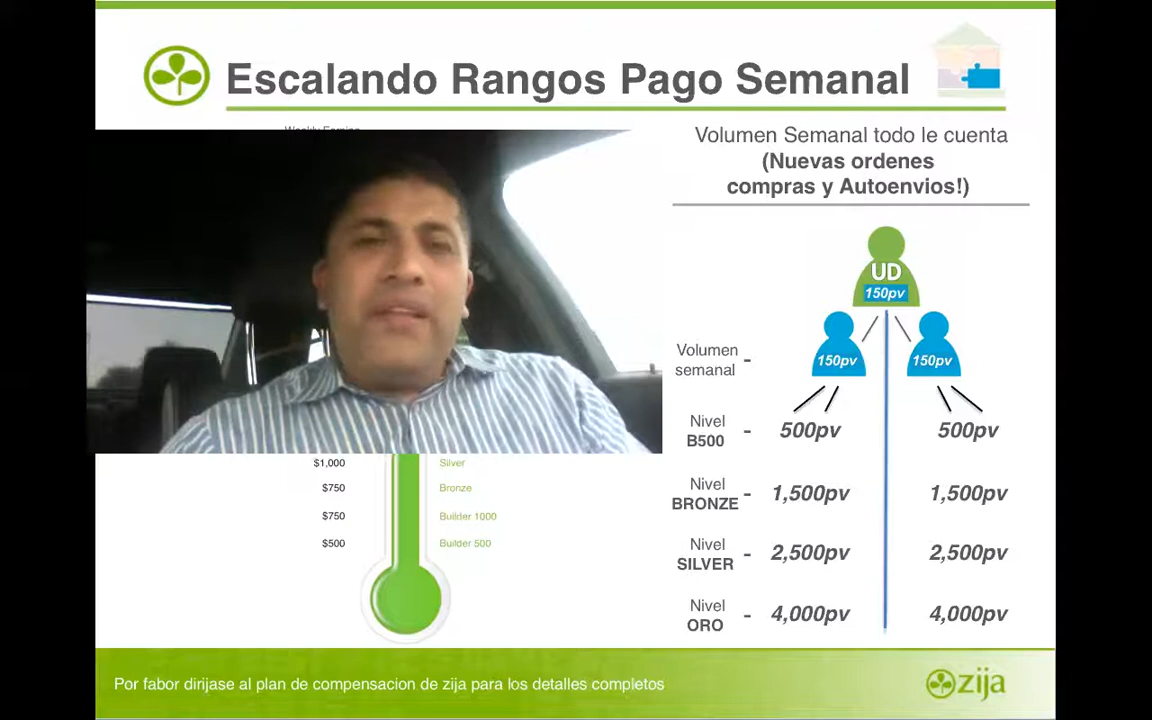 Escalando Rangos Pago Semanal
Weekly Earning
Volumen Semanal todo le cuenta
(Nuevas ordenes
compras y Autoenvios!)
UD
150pv
150pv 150pv
Volumen
semanal -
Nivel
B500 - 500pv 500pv
Nivel
BRONZE - 1,500pv 1,500pv
Nivel
SILVER - 2,500pv 2,500pv
Nivel
ORO - 4,000pv 4,000pv
$1,000 Silver
$750 Bronze
$750 Builder 1000
$500 Builder 500
Por fabor dirijase al plan de compensacion de zija para los detalles completos
zija